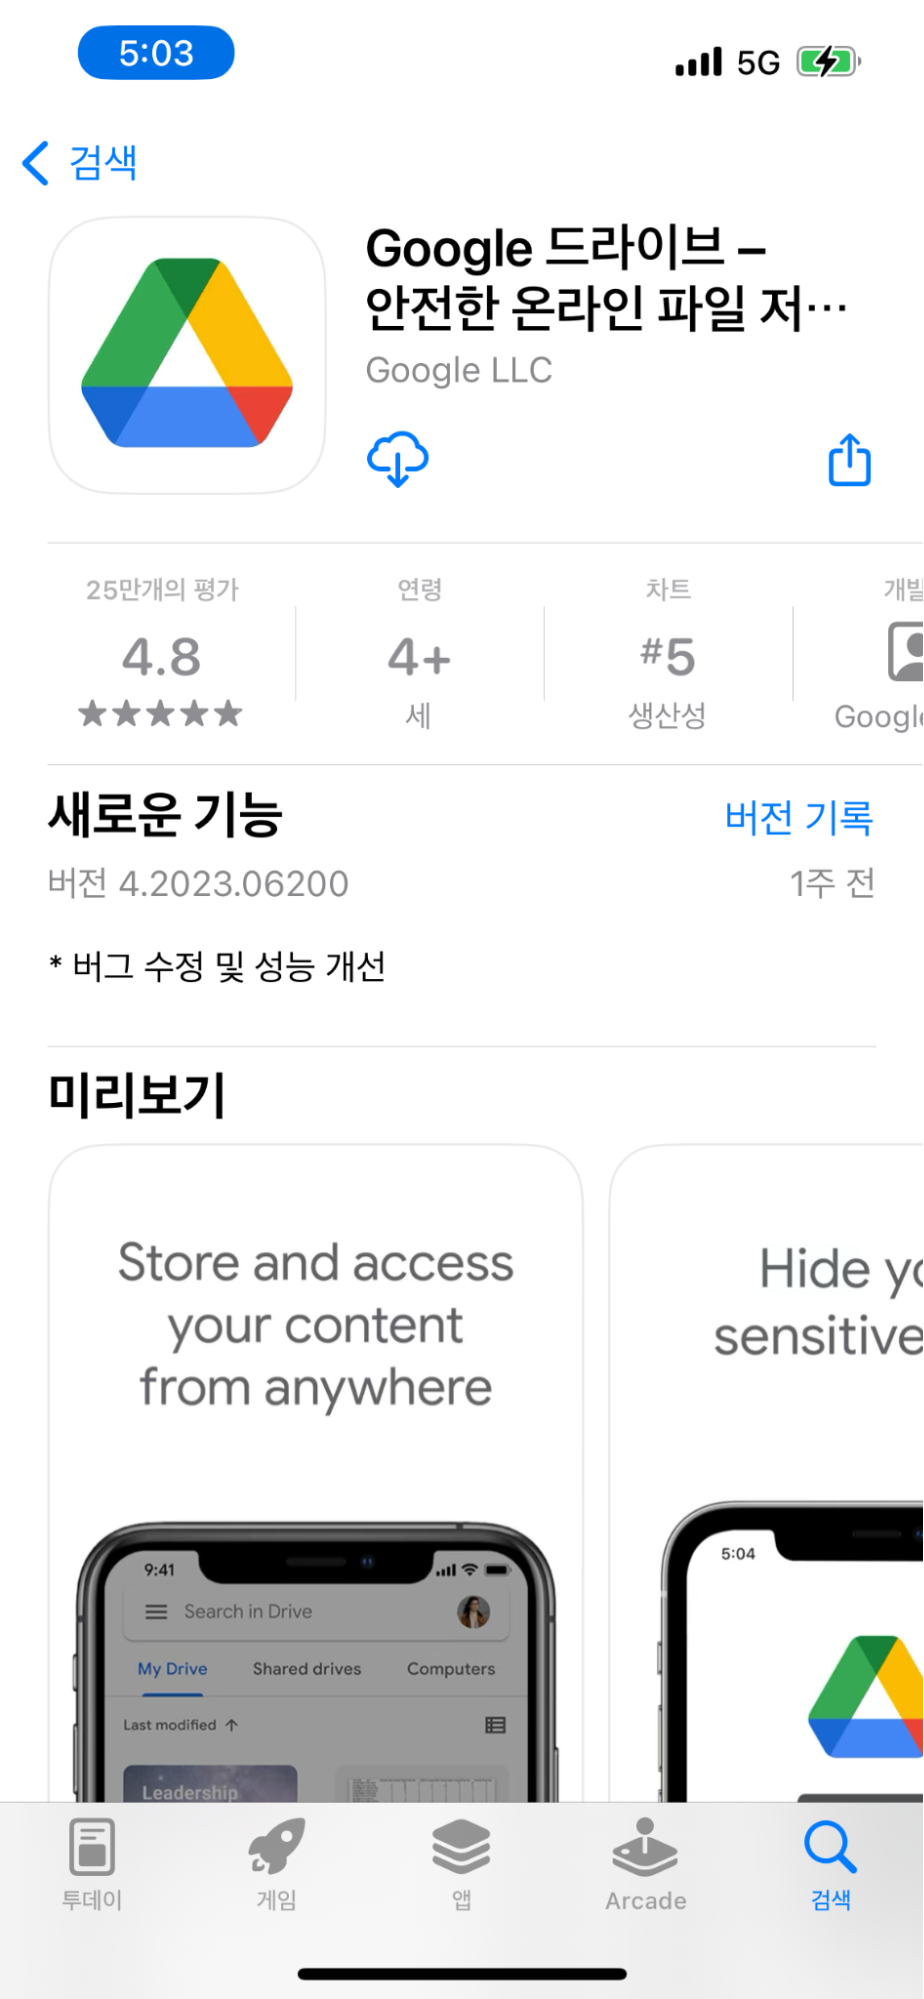 5:03
5G
검색
Google 드라이브 –
안전한 온라인 파일 저…
Google LLC
25만개의 평가
4.8
★★★★★
연령
4+
세
차트
#5
생산성
개발
Google
새로운 기능
버전 기록
버전 4.2023.06200
1주 전
* 버그 수정 및 성능 개선
미리보기
Store and access
your content
from anywhere
9:41
Search in Drive
My Drive
Shared drives
Computers
Last modified ↑
Leadership
Hide yo
sensitive
5:04
투데이
게임
앱
Arcade
검색